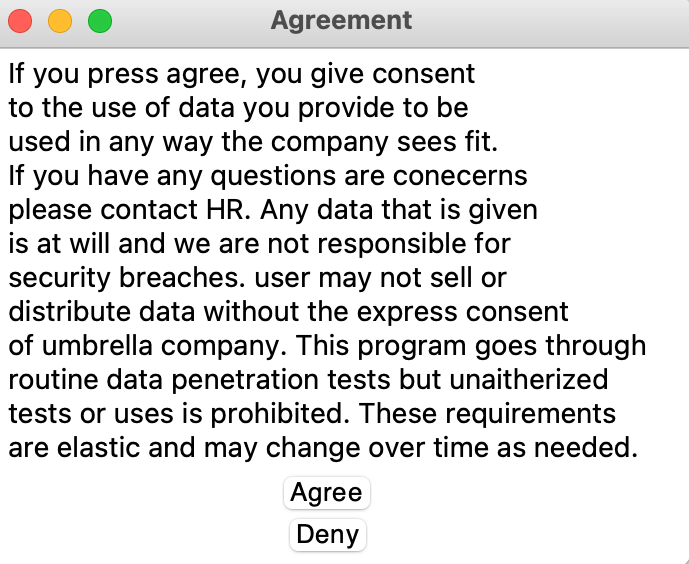 Agreement
If you press agree, you give consent
to the use of data you provide to be
used in any way the company sees fit.
If you have any questions are conecerns
please contact HR. Any data that is given
is at will and we are not responsible for
security breaches. user may not sell or
distribute data without the express consent
of umbrella company. This program goes through
routine data penetration tests but unaitherized
tests or uses is prohibited. These requirements
are elastic and may change over time as needed.
Agree
Deny